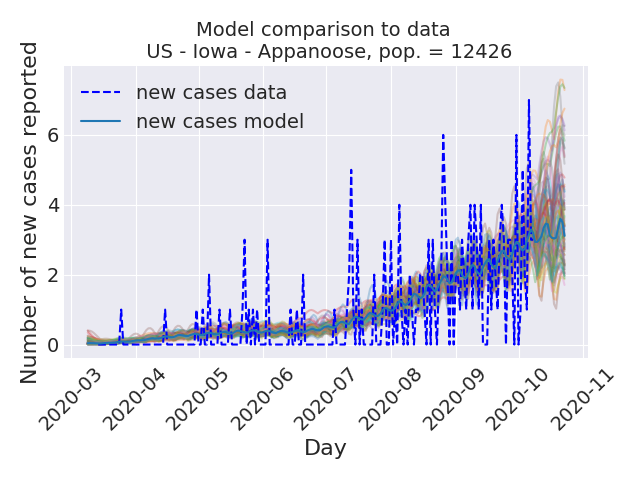 Model comparison to data
US - Iowa - Appanoose, pop. = 12426
Number of new cases reported
new cases data
new cases model
6
4
2
0
2020-03
2020-04
2020-05
2020-06
2020-07
2020-08
2020-09
2020-10
2020-11
Day